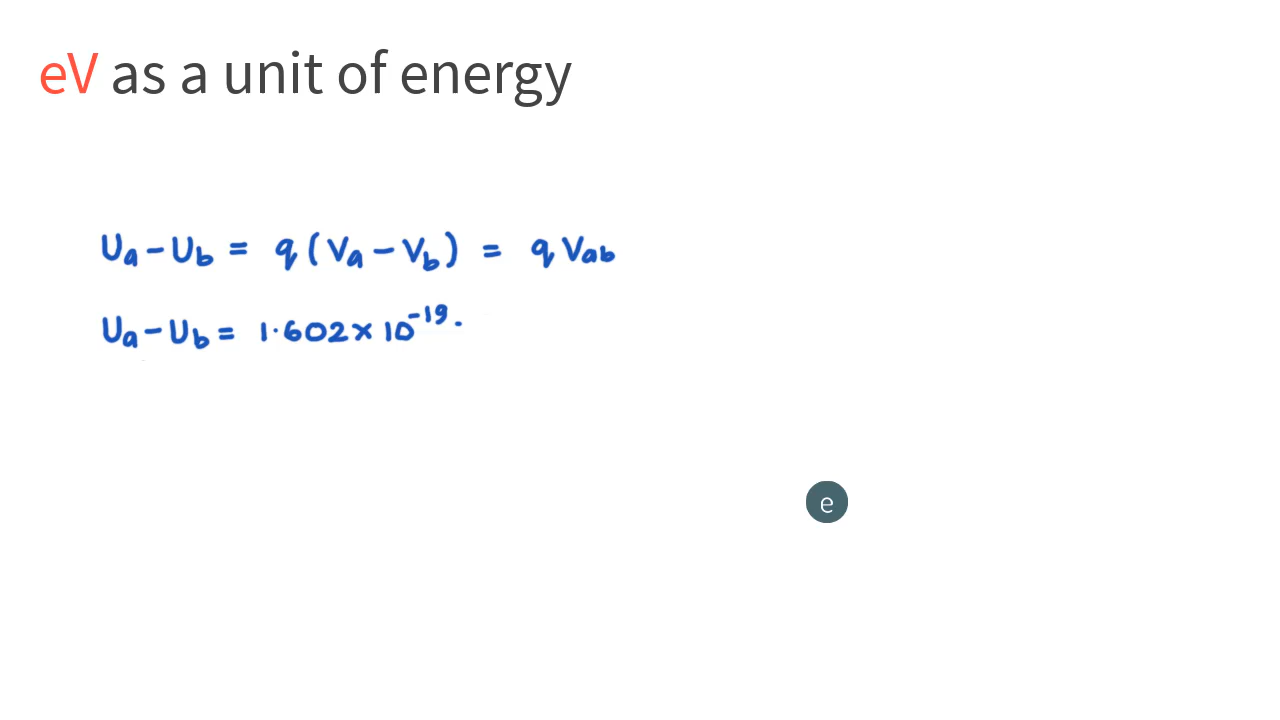 eV as a unit of energy
Ua - Ub = q (Va - Vb) = q Vab
Ua - Ub = 1.602 × 10^-19.
e